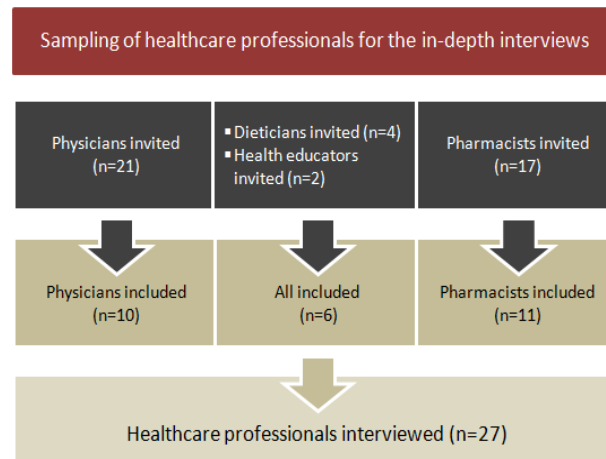 Sampling of healthcare professionals for the in-depth interviews
Physicians invited
(n=21)
▪ Dieticians invited (n=4)
▪ Health educators
invited (n=2)
Pharmacists invited
(n=17)
Physicians included
(n=10)
All included
(n=6)
Pharmacists included
(n=11)
Healthcare professionals interviewed (n=27)